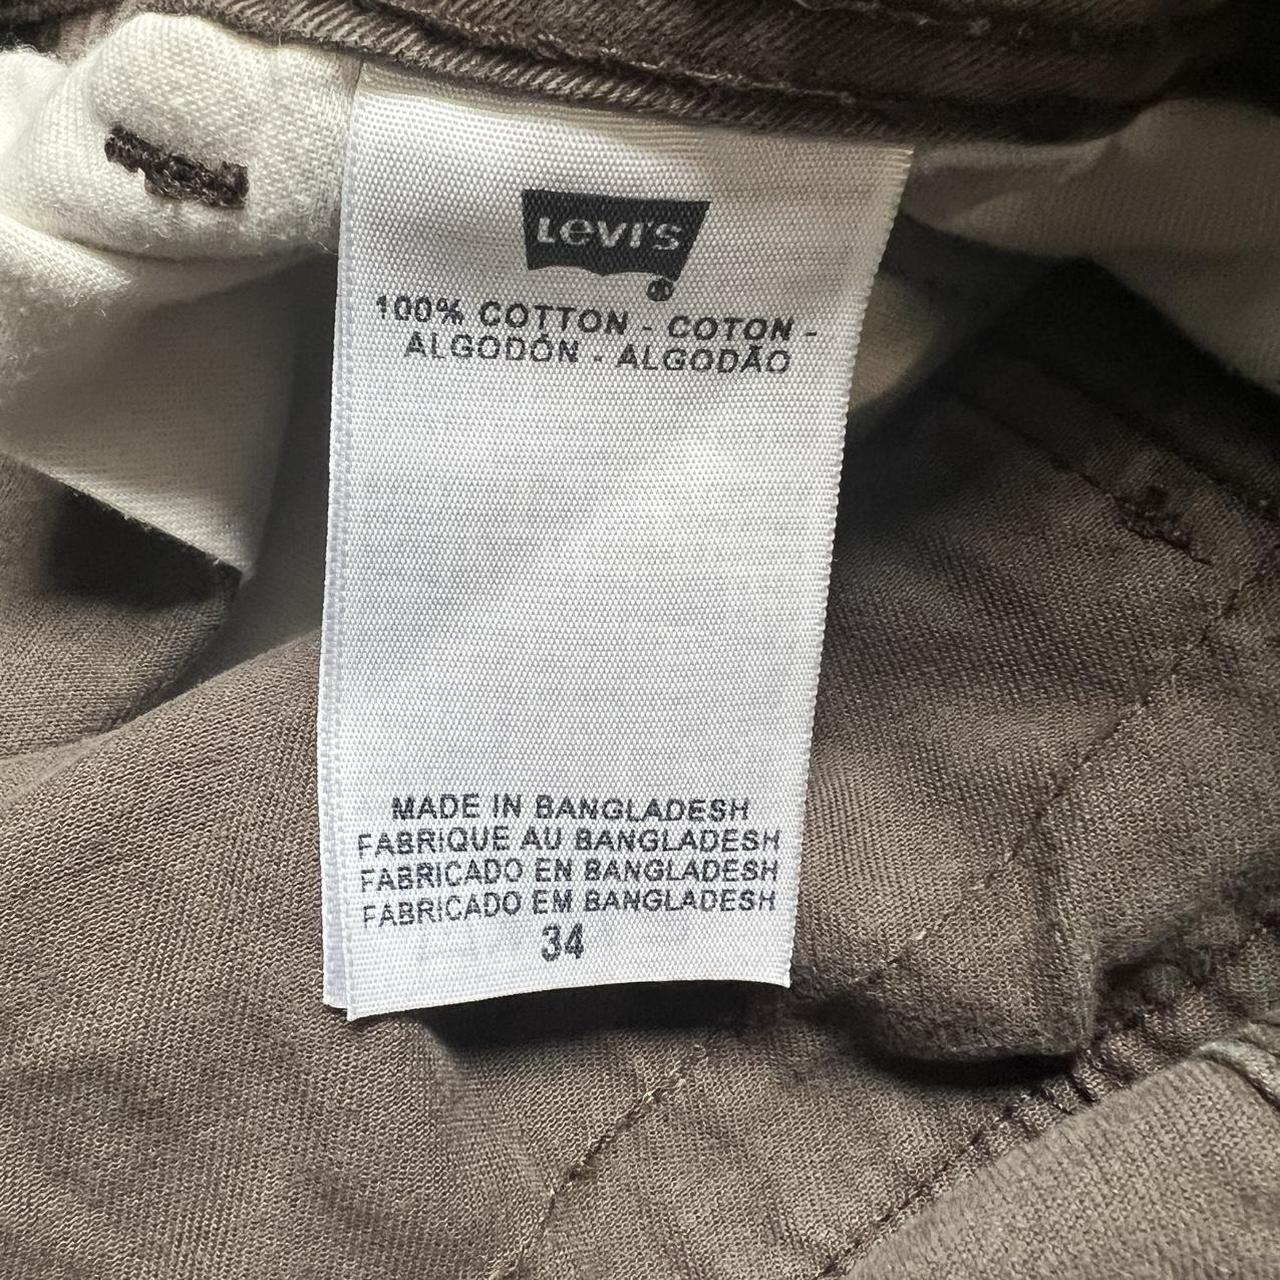 Levi's
100% COTTON - COTON -
ALGODÓN - ALGODÃO
MADE IN BANGLADESH
FABRIQUE AU BANGLADESH
FABRICADO EN BANGLADESH
FABRICADO EM BANGLADESH
34